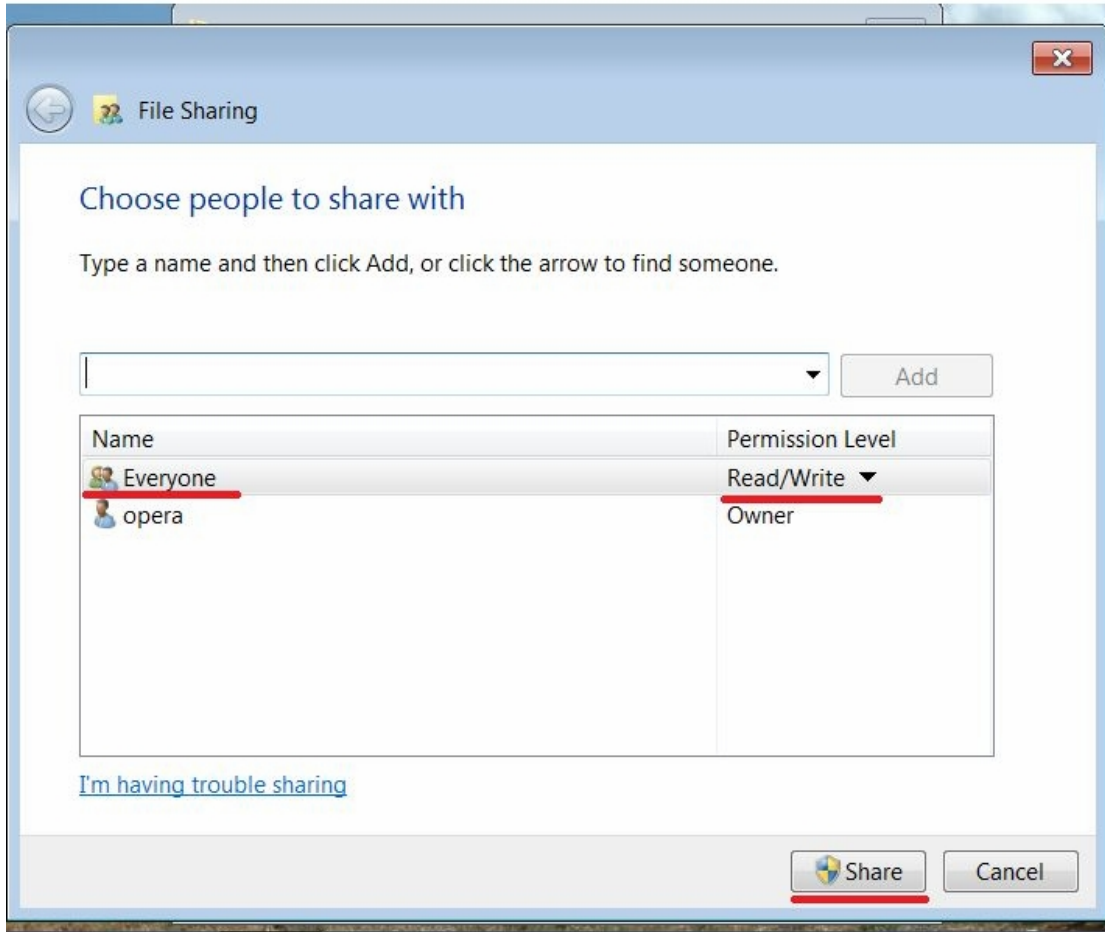 File Sharing
Choose people to share with
Type a name and then click Add, or click the arrow to find someone.
Add
Name Permission Level
Everyone Read/Write
opera Owner
I'm having trouble sharing
Share Cancel